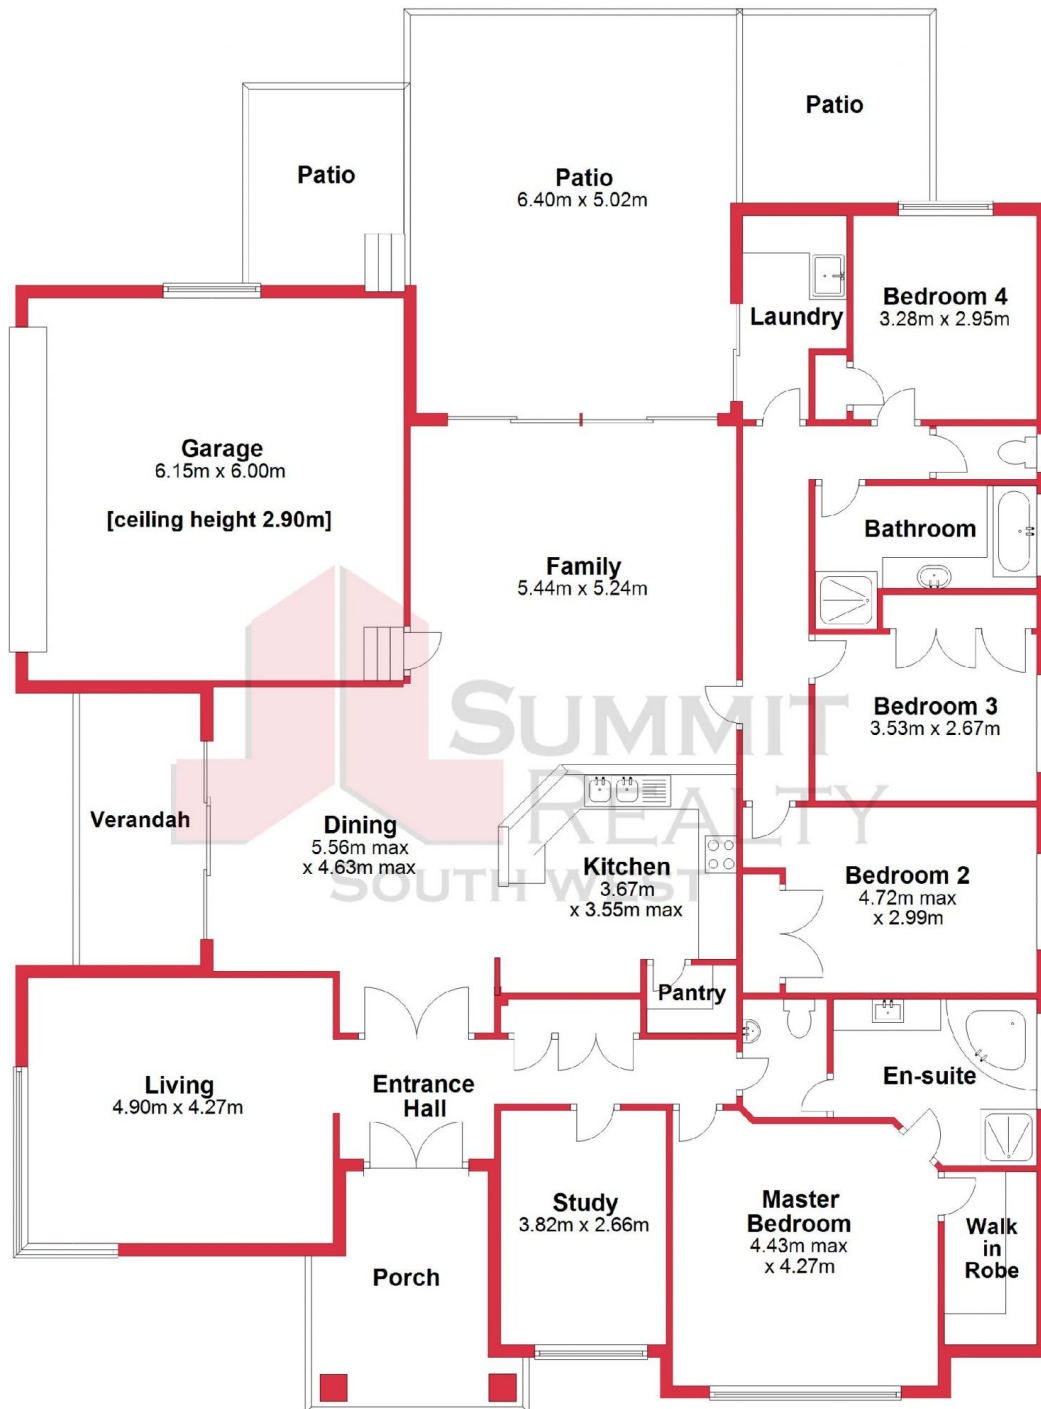 Patio
Patio
Patio
6.40m x 5.02m
Laundry
Bedroom 4
3.28m x 2.95m
Garage
6.15m x 6.00m
[ceiling height 2.90m]
Family
5.44m x 5.24m
Bathroom
Bedroom 3
3.53m x 2.67m
SUMMIT
REALTY
SOUTH WEST
Verandah
Dining
5.56m max
x 4.63m max
Kitchen
3.67m
x 3.55m max
Bedroom 2
4.72m max
x 2.99m
Pantry
Living
4.90m x 4.27m
Entrance
Hall
En-suite
Study
3.82m x 2.66m
Master
Bedroom
4.43m max
x 4.27m
Walk
in
Robe
Porch